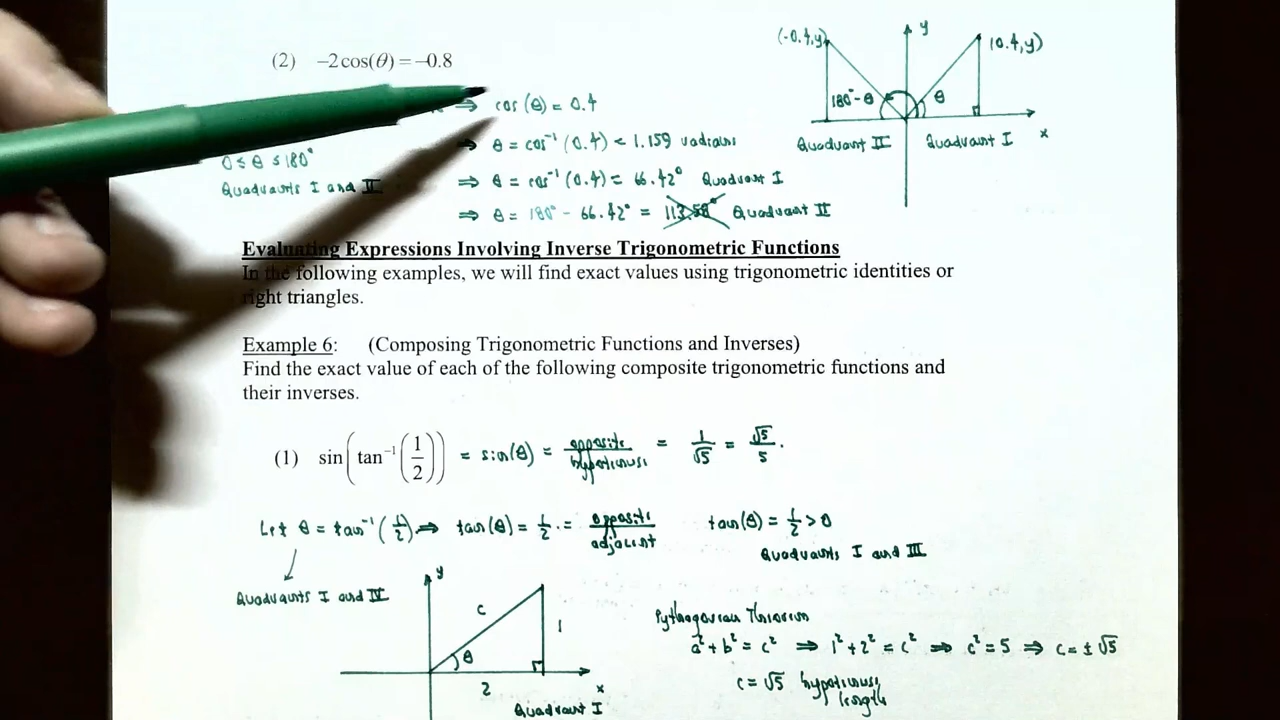 (2) −2cos(θ) = −0.8
⇒ cos(θ) = 0.4
0 ≤ θ ≤ 180°
Quadrants I and II
⇒ θ = cos⁻¹(0.4) = 1.159 radians
⇒ θ = cos⁻¹(0.4) = 66.42° Quadrant I
⇒ θ = 180° − 66.42° = 113.58° Quadrant II
(-0.4,y) y (0.4,y)
180°-θ θ
x
Quadrant II Quadrant I
Evaluating Expressions Involving Inverse Trigonometric Functions
In the following examples, we will find exact values using trigonometric identities or
right triangles.
Example 6: (Composing Trigonometric Functions and Inverses)
Find the exact value of each of the following composite trigonometric functions and
their inverses.
(1) sin(tan⁻¹(1/2)) = sin(θ) = opposite/hypotenuse = 1/√5 = √5/5.
Let θ = tan⁻¹(1/2) ⇒ tan(θ) = 1/2 = opposite/adjacent tan(θ) = 1/2 > 0
Quadrants I and III
Quadrants I and IV
y
c
1
θ
2
x
Quadrant I
Pythagorean Theorem
a² + b² = c² ⇒ 1² + 2² = c² ⇒ c² = 5 ⇒ c = ± √5
c = √5 hypotenuse
length